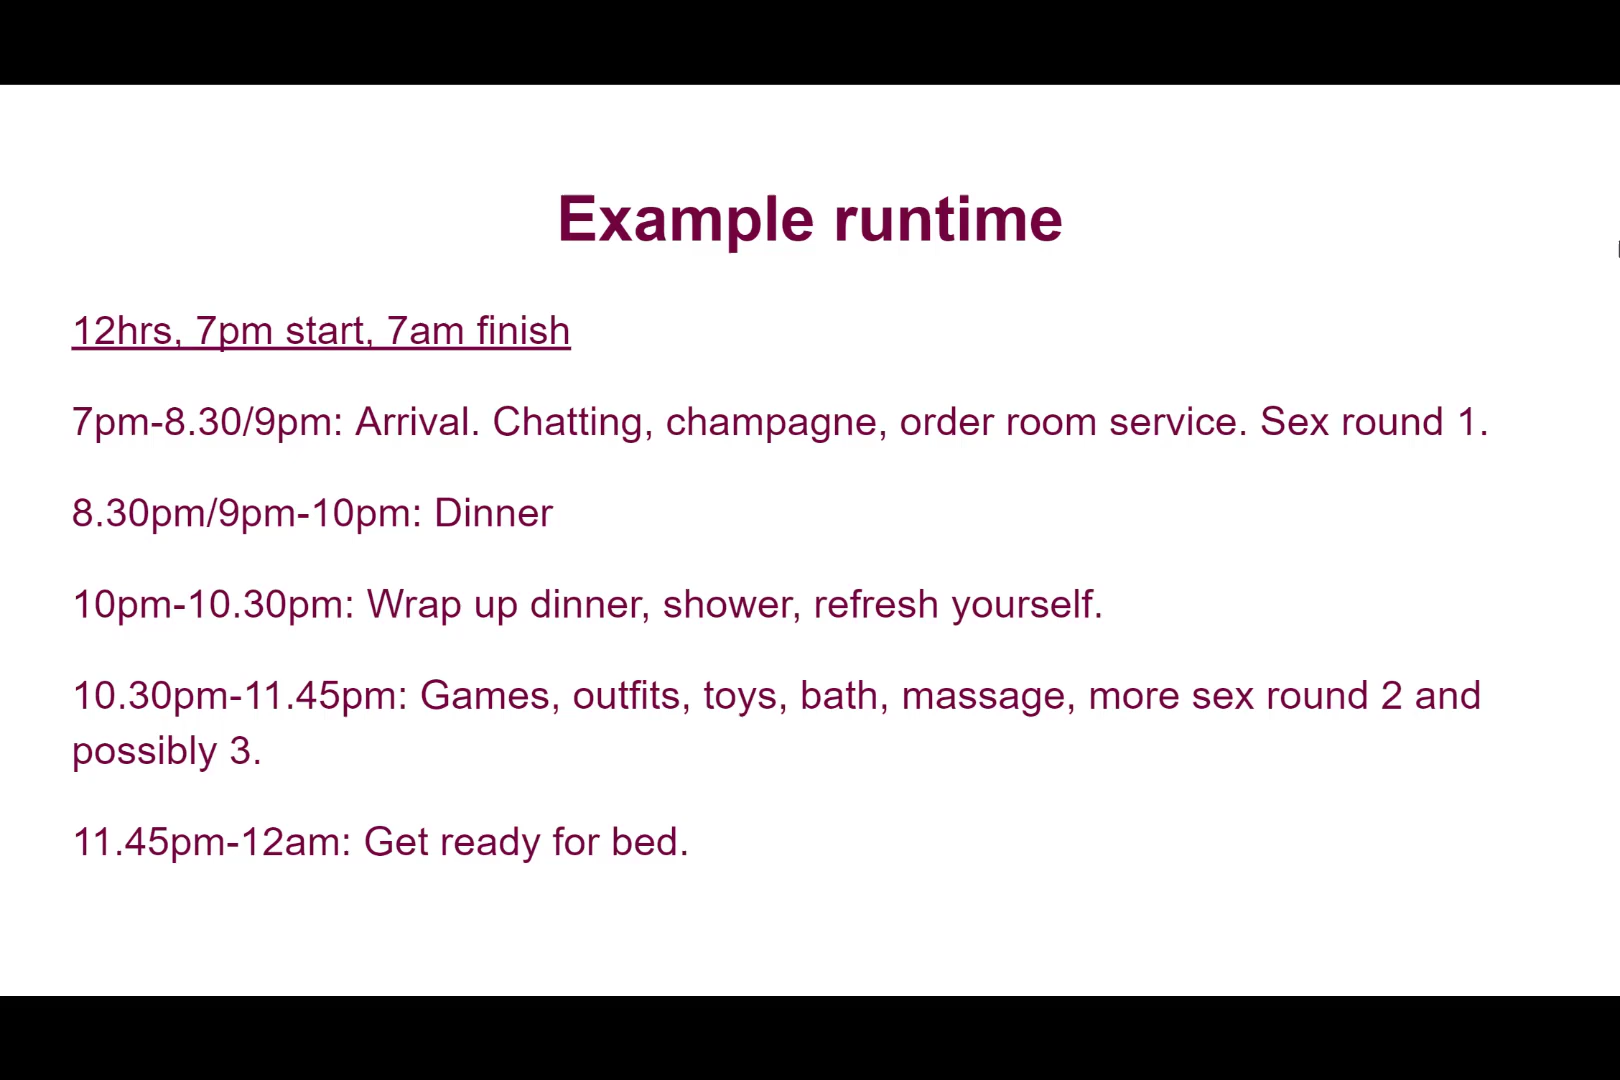 Example runtime
12hrs, 7pm start, 7am finish
7pm-8.30/9pm: Arrival. Chatting, champagne, order room service. Sex round 1.
8.30pm/9pm-10pm: Dinner
10pm-10.30pm: Wrap up dinner, shower, refresh yourself.
10.30pm-11.45pm: Games, outfits, toys, bath, massage, more sex round 2 and
possibly 3.
11.45pm-12am: Get ready for bed.